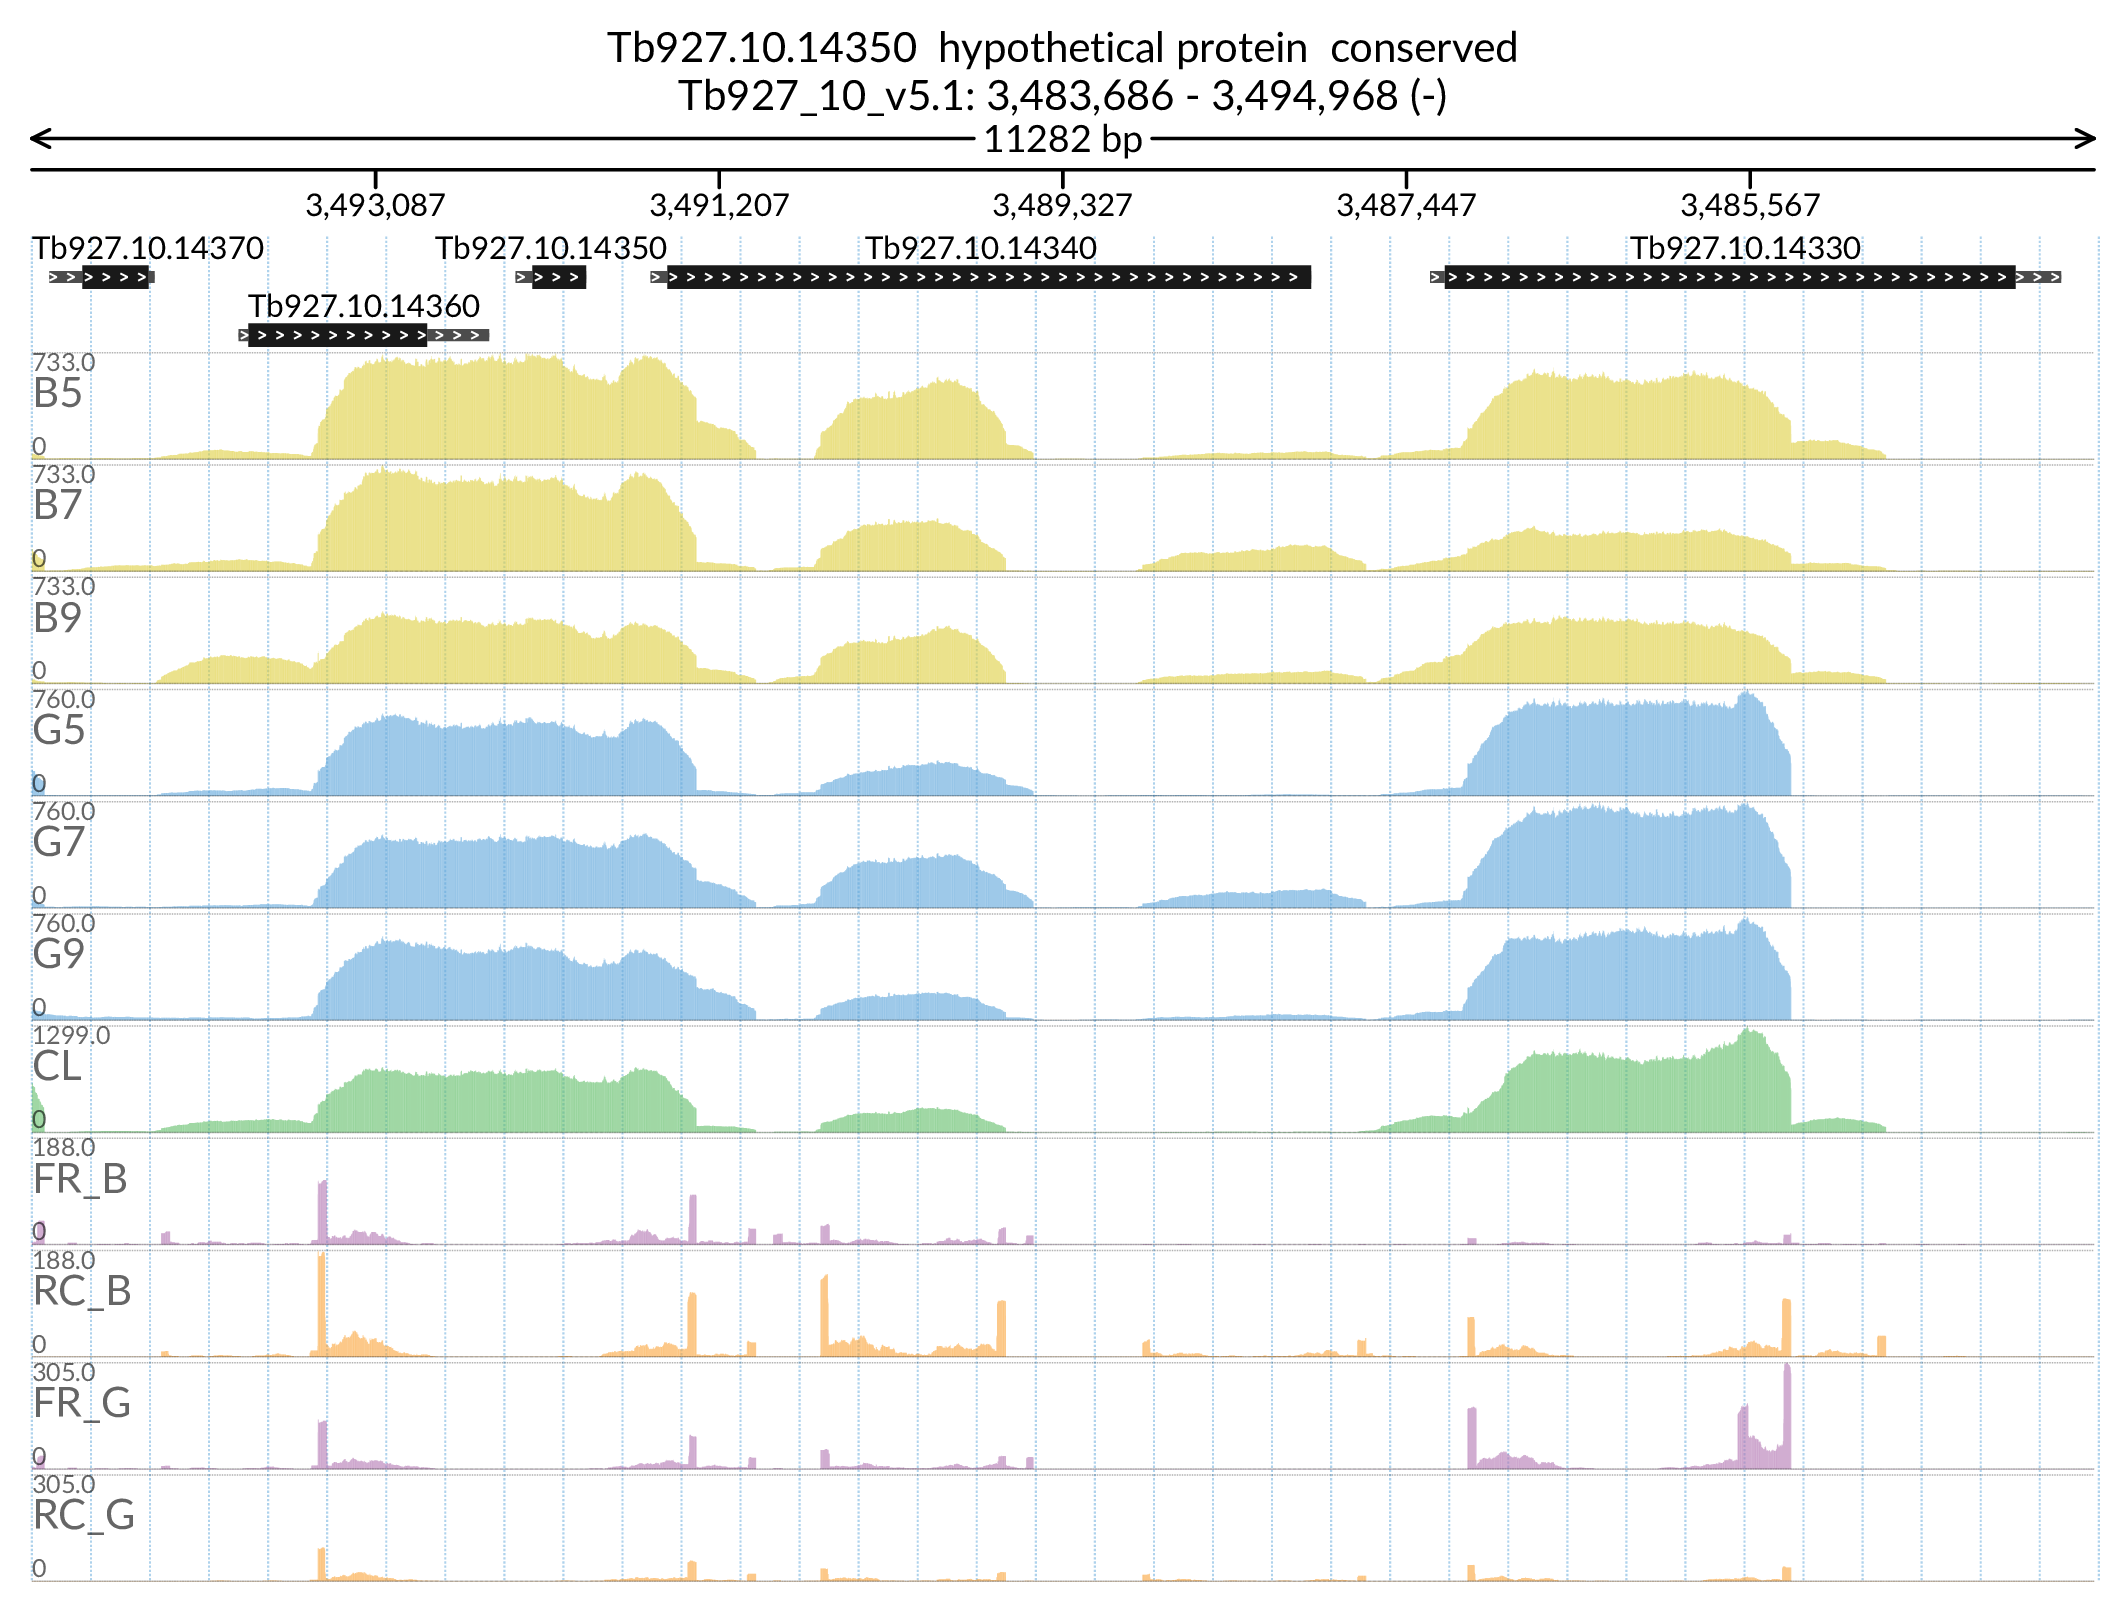 Tb927.10.14350 hypothetical protein conserved
Tb927_10_v5.1: 3,483,686 - 3,494,968 (-)
11282 bp
3,493,087 3,491,207 3,489,327 3,487,447 3,485,567
Tb927.10.14370 Tb927.10.14350 Tb927.10.14340 Tb927.10.14330
Tb927.10.14360
733.0
B5
0
733.0
B7
0
733.0
B9
0
760.0
G5
0
760.0
G7
0
760.0
G9
0
1299.0
CL
0
188.0
FR_B
0
188.0
RC_B
0
305.0
FR_G
0
305.0
RC_G
0